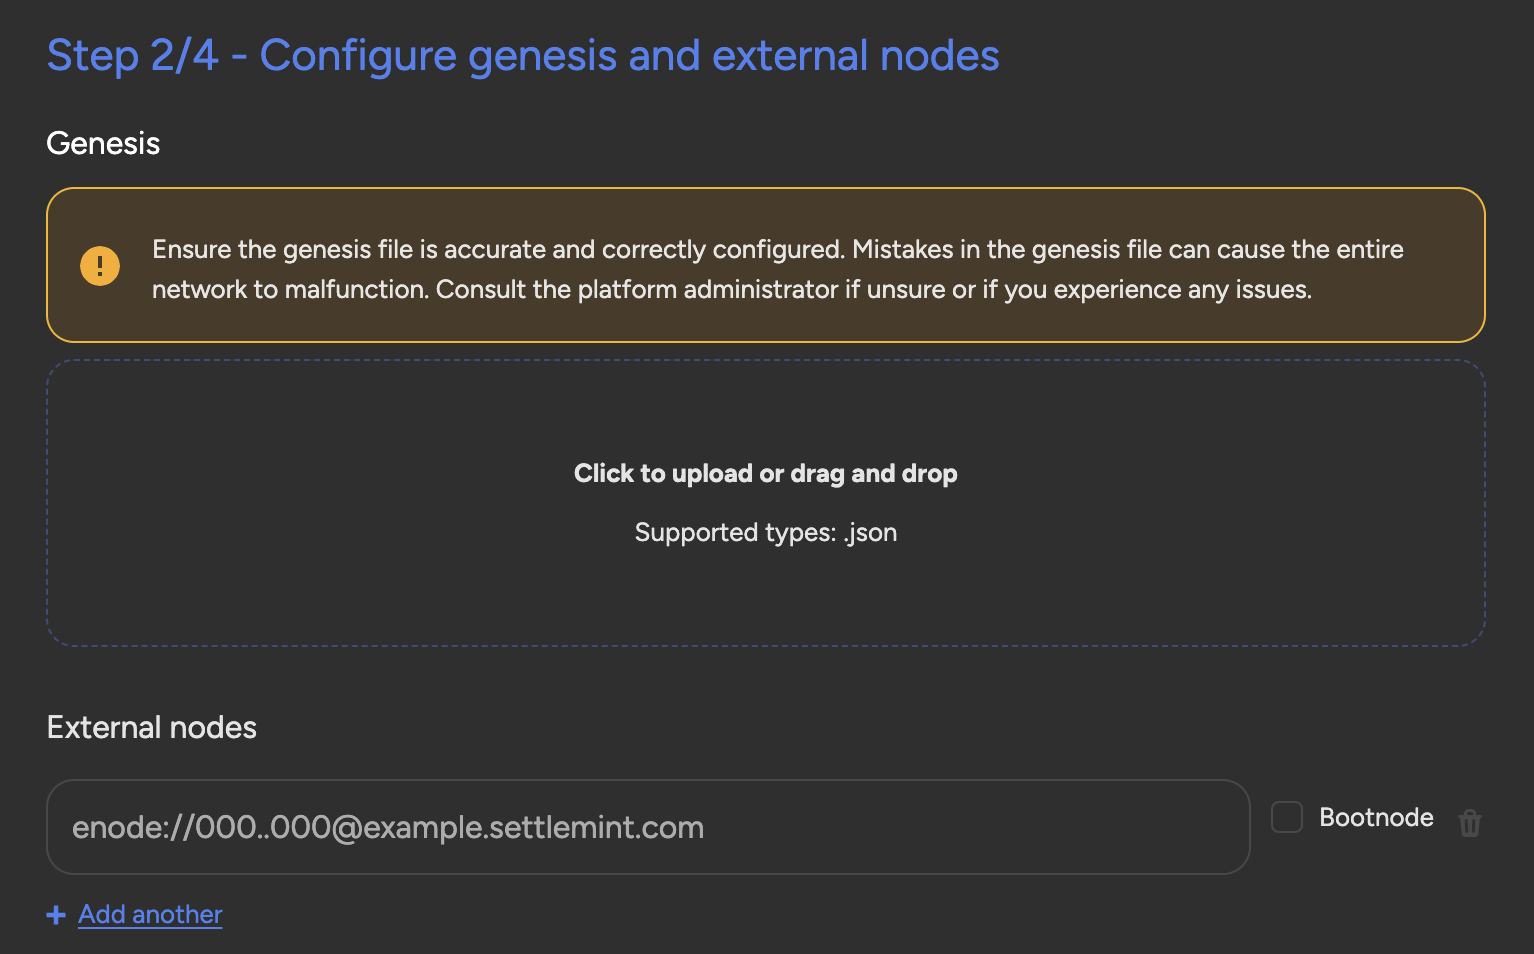 Step 2/4 - Configure genesis and external nodes
Genesis
Ensure the genesis file is accurate and correctly configured. Mistakes in the genesis file can cause the entire
network to malfunction. Consult the platform administrator if unsure or if you experience any issues.
Click to upload or drag and drop
Supported types: .json
External nodes
enode://000..000@example.settlemint.com
Bootnode
+ Add another